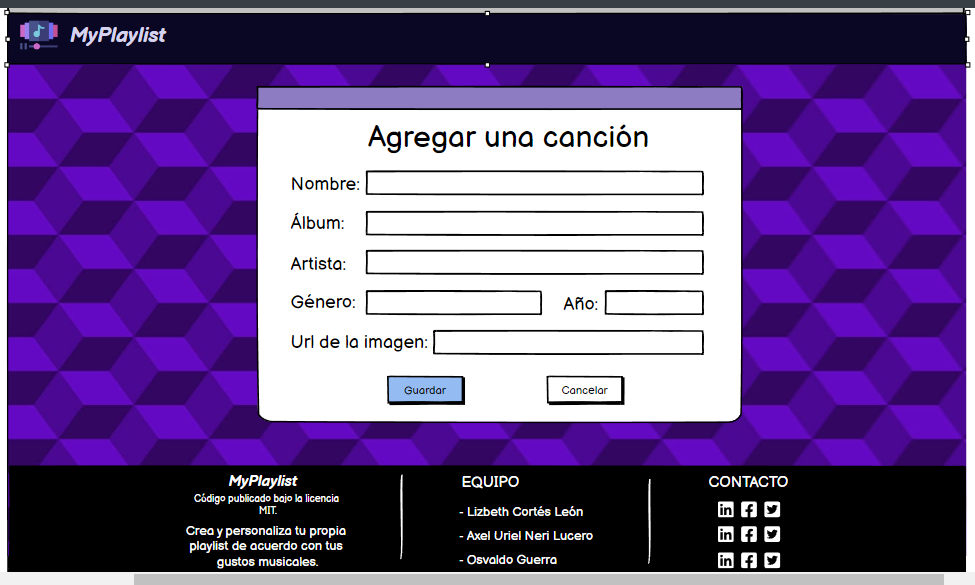 MyPlaylist
Agregar una canción
Nombre:
Álbum:
Artista:
Género: Año:
Url de la imagen:
Guardar Cancelar
MyPlaylist
Código publicado bajo la licencia
MIT.
Crea y personaliza tu propia
playlist de acuerdo con tus
gustos musicales.
EQUIPO
- Lizbeth Cortés León
- Axel Uriel Neri Lucero
- Osvaldo Guerra
CONTACTO